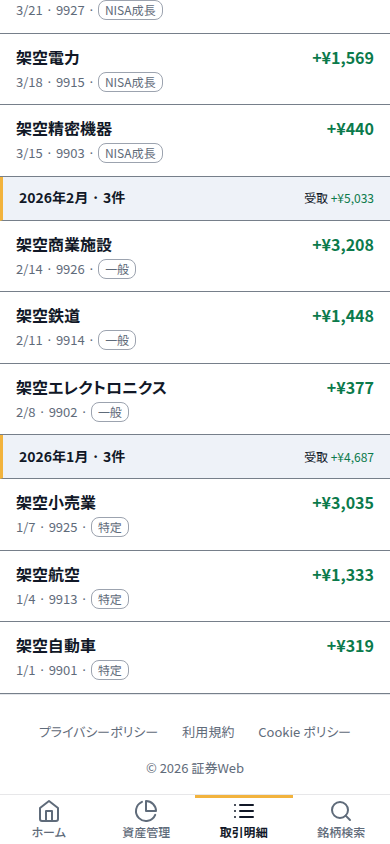 3/21 · 9927 · NISA成長
架空電力 +¥1,569
3/18 · 9915 · NISA成長
架空精密機器 +¥440
3/15 · 9903 · NISA成長
2026年2月 · 3件 受取 +¥5,033
架空商業施設 +¥3,208
2/14 · 9926 · 一般
架空鉄道 +¥1,448
2/11 · 9914 · 一般
架空エレクトロニクス +¥377
2/8 · 9902 · 一般
2026年1月 · 3件 受取 +¥4,687
架空小売業 +¥3,035
1/7 · 9925 · 特定
架空航空 +¥1,333
1/4 · 9913 · 特定
架空自動車 +¥319
1/1 · 9901 · 特定
プライバシーポリシー 利用規約 Cookie ポリシー
© 2026 証券Web
ホーム 資産管理 取引明細 銘柄検索